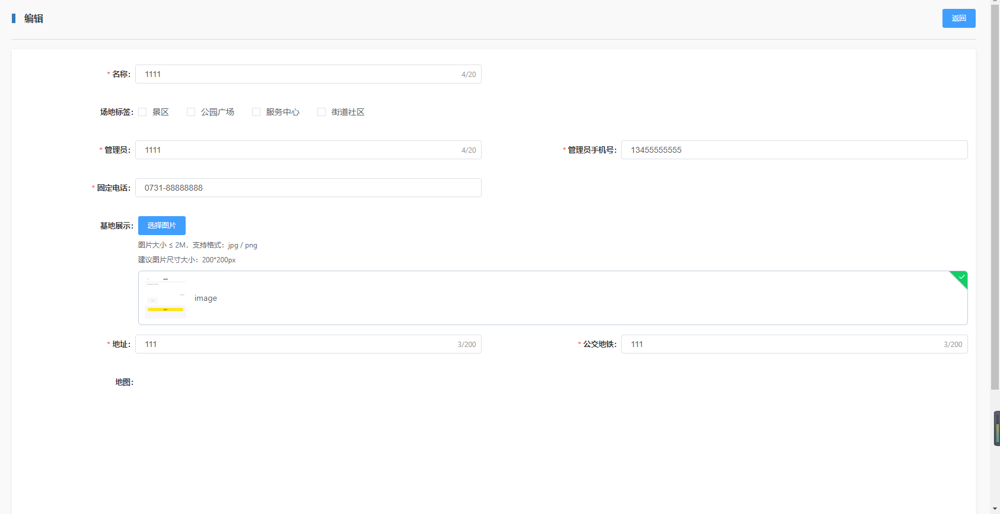 编辑
返回
* 名称： 1111 4/20
场地标签： 景区 公园广场 服务中心 街道社区
* 管理员： 1111 4/20 * 管理员手机号： 13455555555
* 固定电话： 0731-88888888
基地展示： 选择图片
图片大小 ≤ 2M，支持格式：jpg / png
建议图片尺寸大小：200*200px
image
* 地址： 111 3/200 * 公交地铁： 111 3/200
地图：